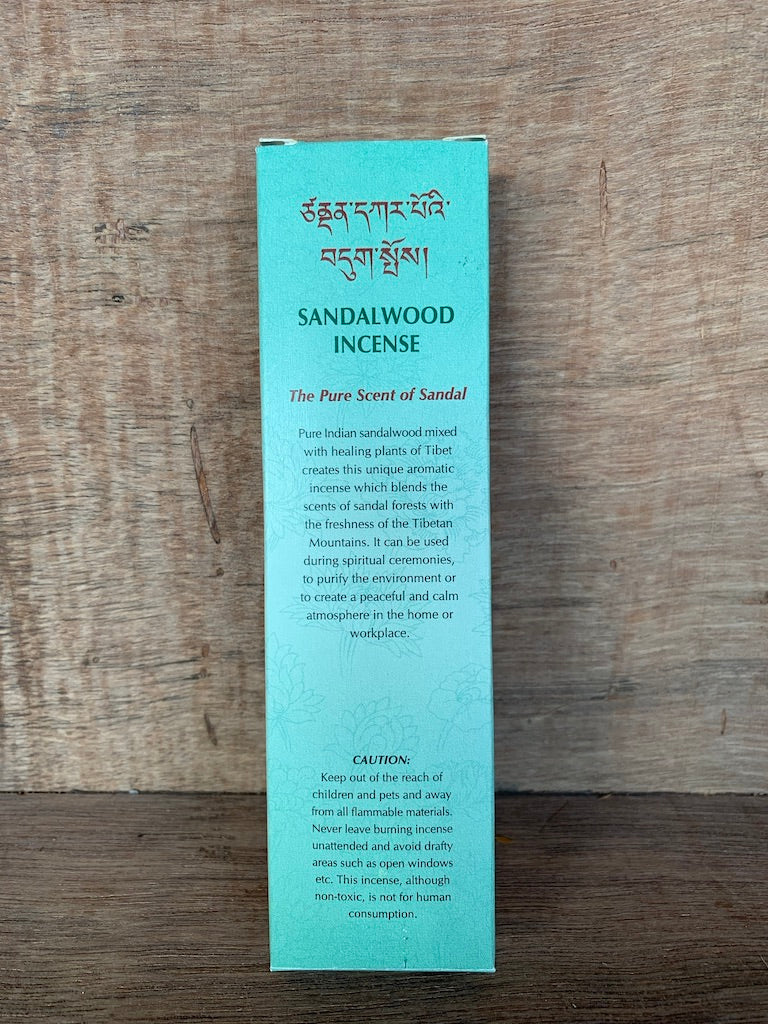 ཙནྡན་དཀར་པོའི་
བདུག་སྤོས།
SANDALWOOD
INCENSE
The Pure Scent of Sandal
Pure Indian sandalwood mixed
with healing plants of Tibet
creates this unique aromatic
incense which blends the
scents of sandal forests with
the freshness of the Tibetan
Mountains. It can be used
during spiritual ceremonies,
to purify the environment or
to create a peaceful and calm
atmosphere in the home or
workplace.
CAUTION:
Keep out of the reach of
children and pets and away
from all flammable materials.
Never leave burning incense
unattended and avoid drafty
areas such as open windows
etc. This incense, although
non-toxic, is not for human
consumption.